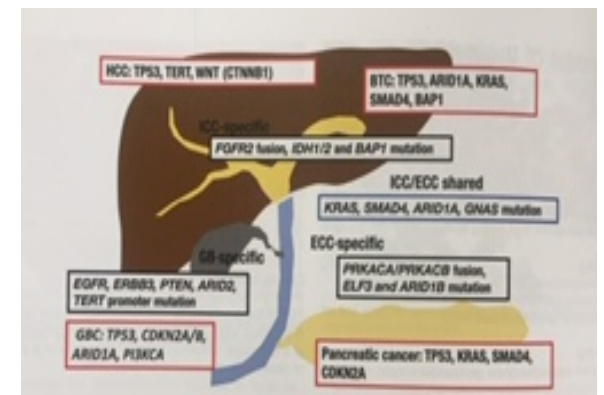 HCC: TP53, TERT, WNT (CTNNB1)
BTC: TP53, ARID1A, KRAS,
SMAD4, BAP1
ICC-specific
FGFR2 fusion, IDH1/2 and BAP1 mutation
ICC/ECC shared
KRAS, SMAD4, ARID1A, GNAS mutation
GB-specific
ECC-specific
EGFR, ERBB3, PTEN, ARID2,
TERT promoter mutation
PRKACA/PRKACB fusion,
ELF3 and ARID1B mutation
GBC: TP53, CDKN2A/B,
ARID1A, PI3KCA
Pancreatic cancer: TP53, KRAS, SMAD4,
CDKN2A